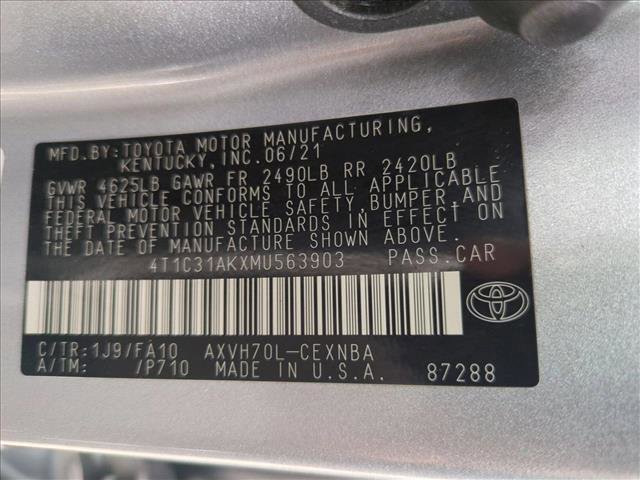 MFD.BY:TOYOTA MOTOR MANUFACTURING,
KENTUCKY, INC. 06/21
GVWR 4625LB GAWR FR 2490LB RR 2420LB
THIS VEHICLE CONFORMS TO ALL APPLICABLE
FEDERAL MOTOR VEHICLE SAFETY,BUMPER,AND
THEFT PREVENTION STANDARDS IN EFFECT ON
THE DATE OF MANUFACTURE SHOWN ABOVE.
4T1C31AKXMU563903 PASS.CAR
C/TR:1J9/FA10 AXVH70L-CEXNBA
A/TM: /P710 MADE IN U.S.A. 87288